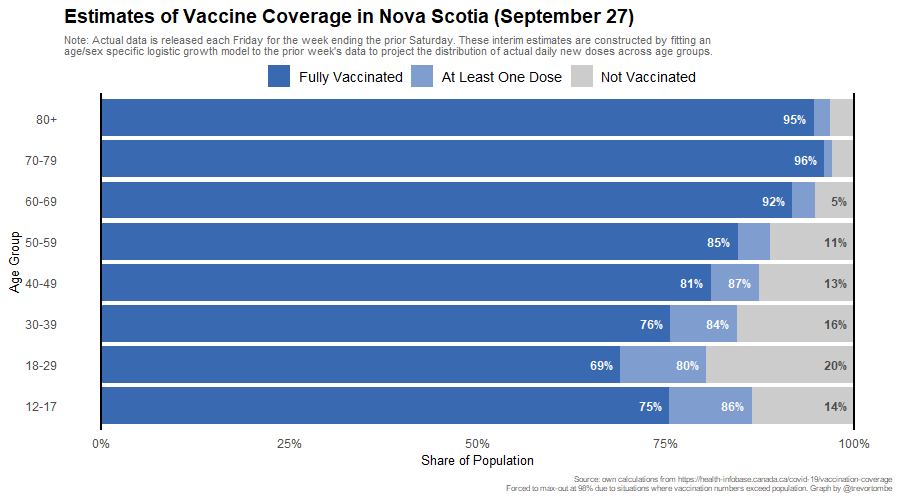 Estimates of Vaccine Coverage in Nova Scotia (September 27)
Note: Actual data is released each Friday for the week ending the prior Saturday. These interim estimates are constructed by fitting an
age/sex specific logistic growth model to the prior week's data to project the distribution of actual daily new doses across age groups.
Fully Vaccinated At Least One Dose Not Vaccinated
80+ 95%
70-79 96%
60-69 92% 5%
50-59 85% 11%
40-49 81% 87% 13%
30-39 76% 84% 16%
18-29 69% 80% 20%
12-17 75% 86% 14%
Age Group
0% 25% 50% 75% 100%
Share of Population
Source: own calculations from https://health-infobase.canada.ca/covid-19/vaccination-coverage
Forced to max-out at 98% due to situations where vaccination numbers exceed population. Graph by @trevortombe